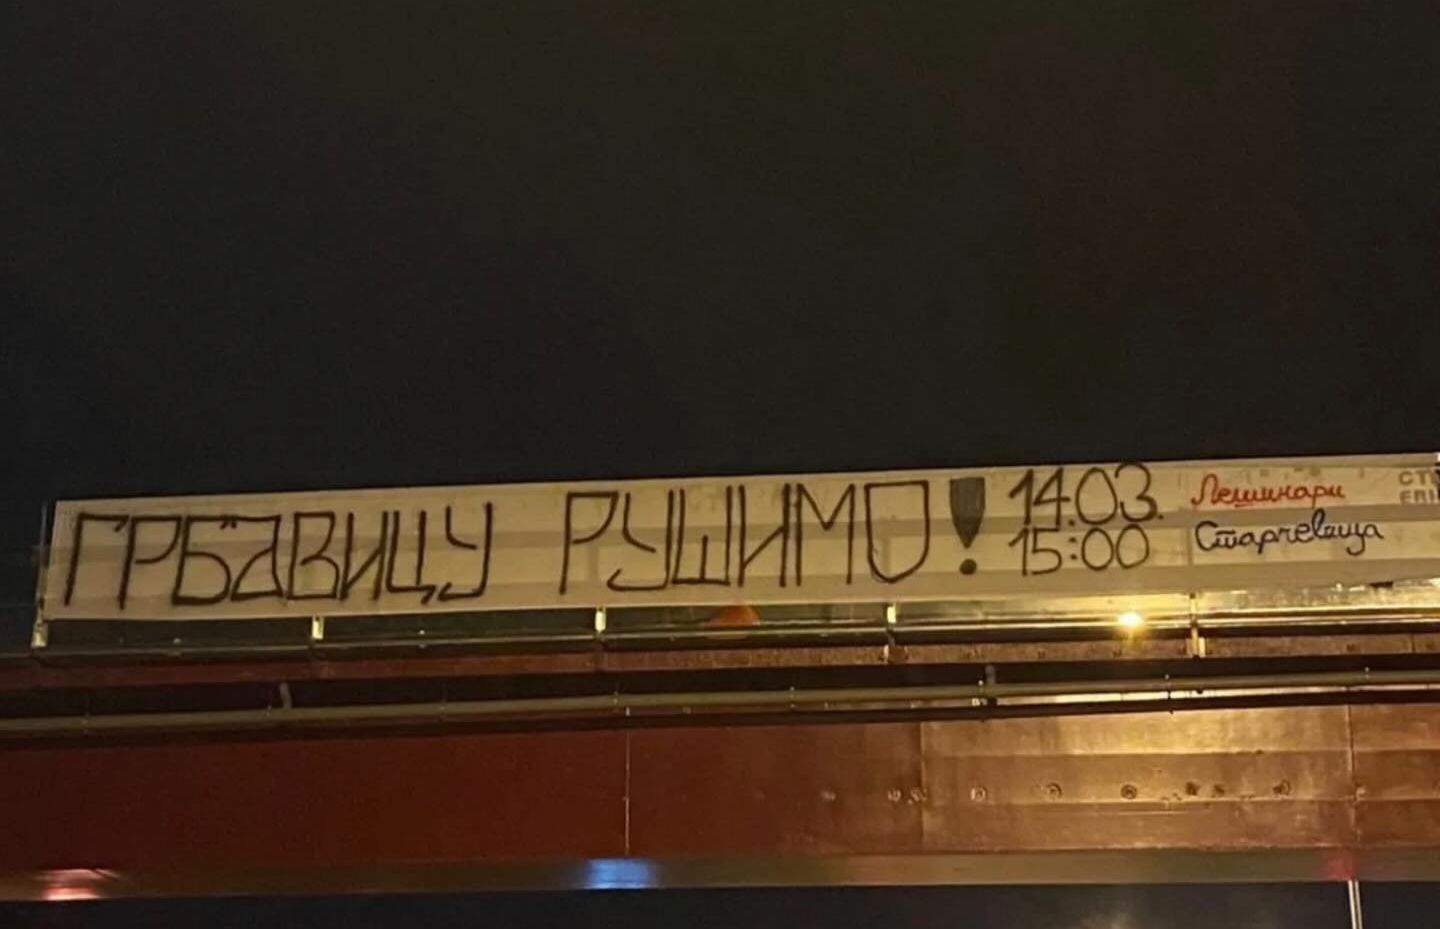 ГРБАВИЦУ РУШИМО!
14.03.
15:00
Лешинари
Старчевица